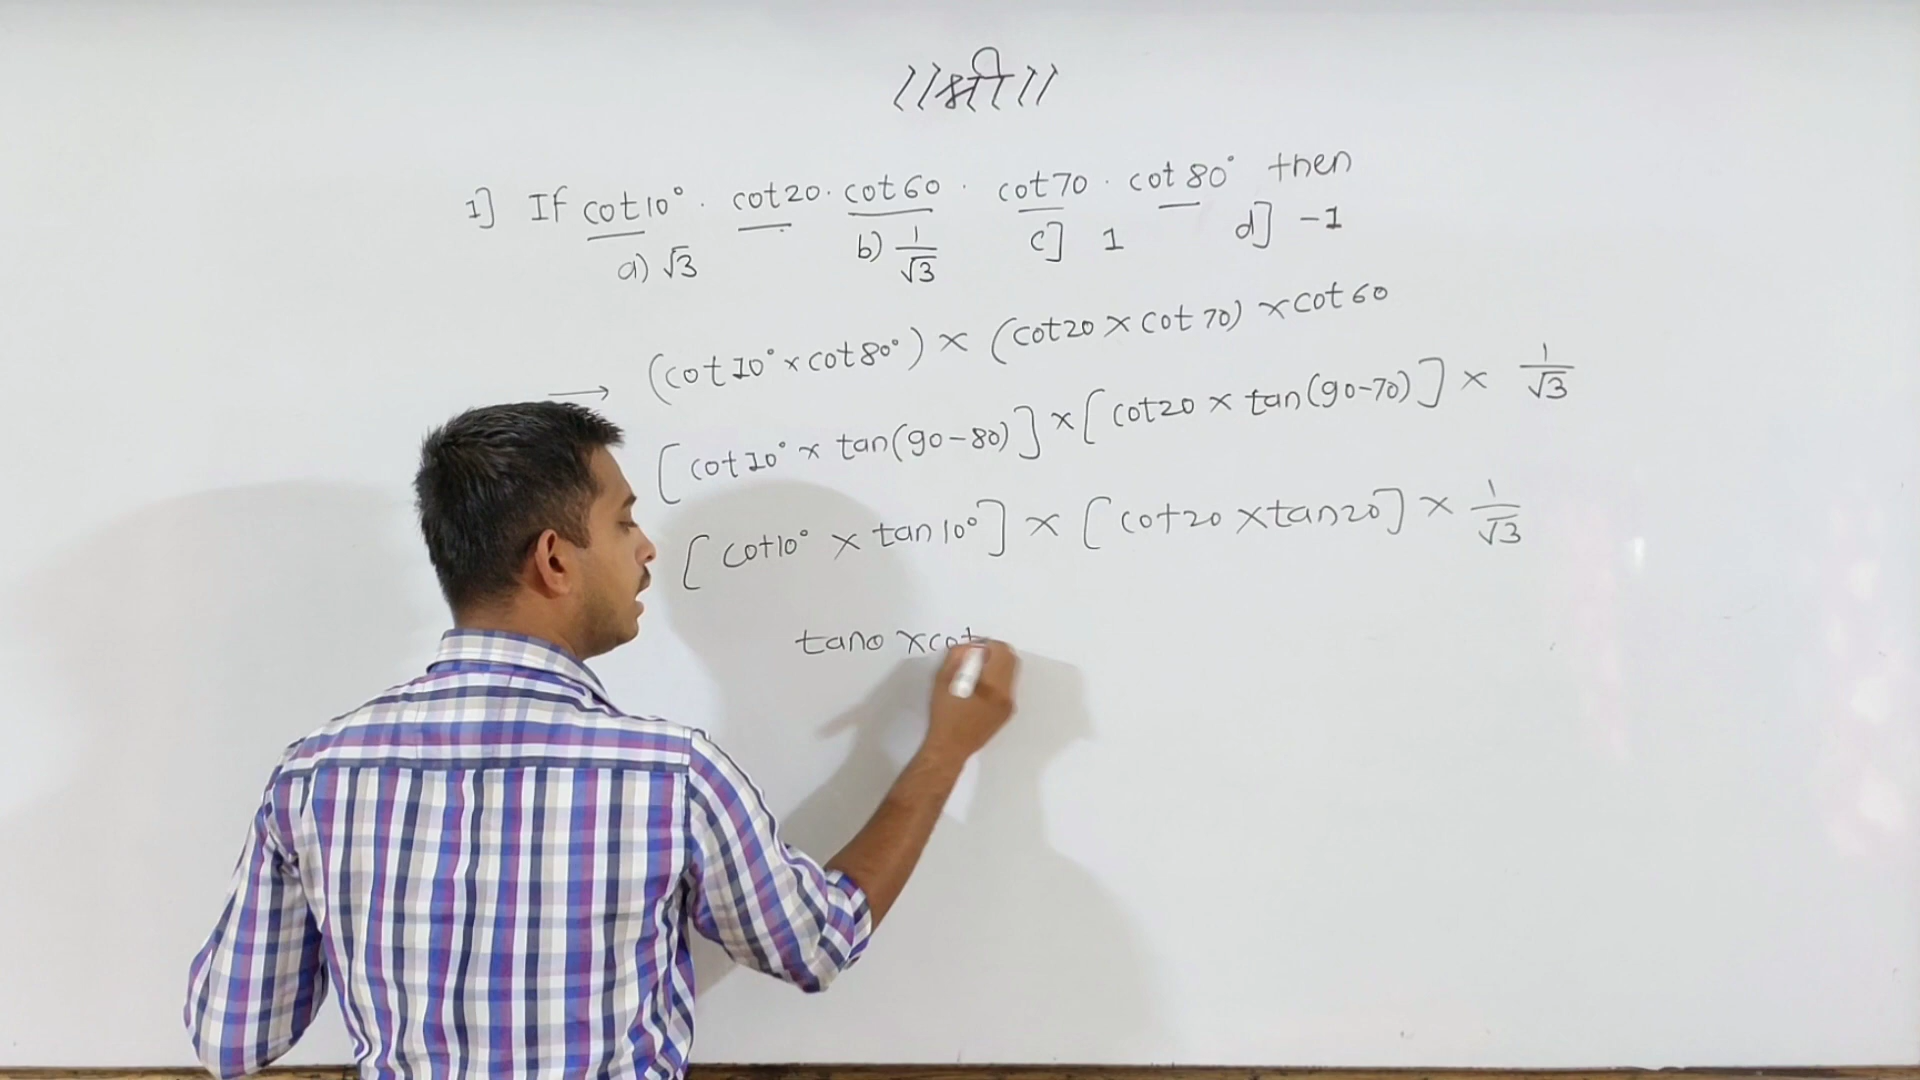 ||श्री||
1] If cot10° . cot20 . cot60 . cot70 . cot80° then
a) √3 b) 1/√3 c] 1 d] -1
→ (cot10° x cot80°) x (cot20 x cot70) x cot60
[cot10° x tan(90-80)] x [cot20 x tan(90-70)] x 1/√3
[cot10° x tan10°] x [cot20 x tan20] x 1/√3
tanθ x cot